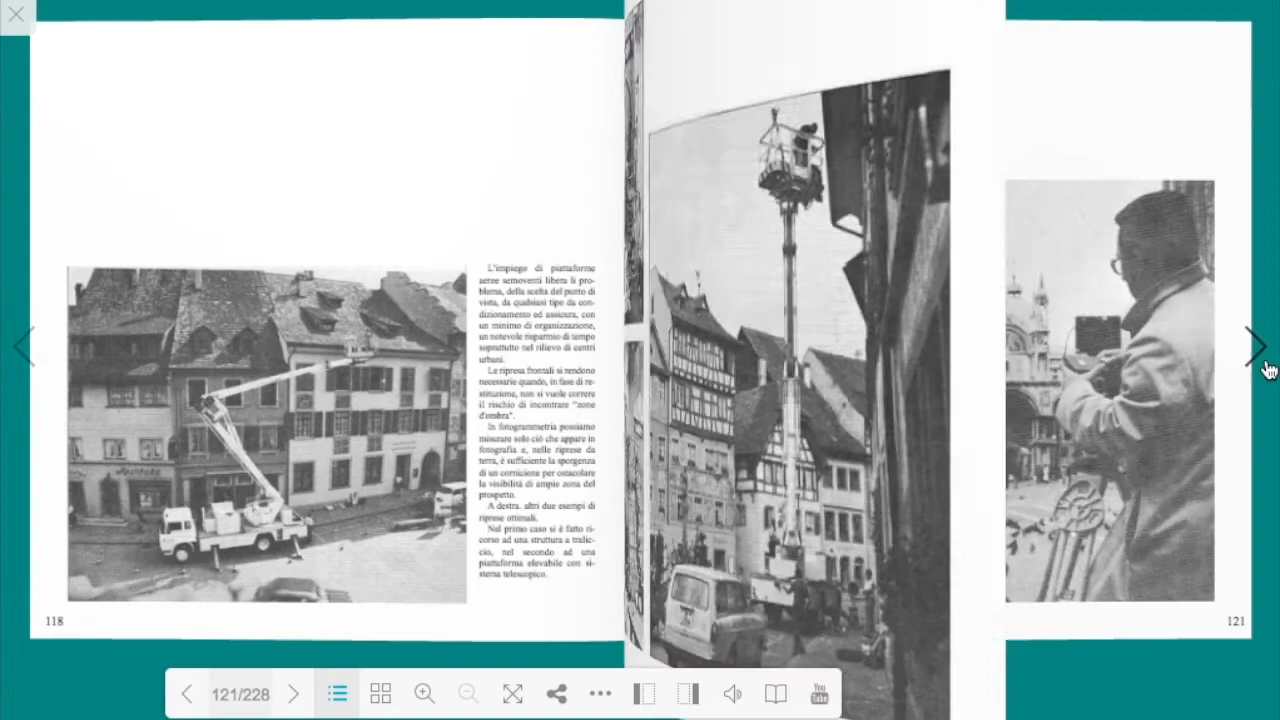 L'impiego di piattaforme
aeree semoventi libera il pro-
blema, della scelta del punto di
vista, da qualsiasi tipo da con-
dizionamento ed assicura, con
un minimo di organizzazione,
un notevole risparmio di tempo
soprattutto nel rilievo di centri
urbani.
Le ripresa frontali si rendono
necessarie quando, in fase di re-
stituzione, non si vuole correre
il rischio di incontrare "zone
d'ombra".
In fotogrammetria possiamo
misurare solo ciò che appare in
fotografia e, nelle riprese da
terra, è sufficiente la sporgenza
di un cornicione per ostacolare
la visibilità di ampie zona del
prospetto.
A destra, altri due esempi di
riprese ottimali.
Nel primo caso si è fatto ri-
corso ad una struttura a tralic-
cio, nel secondo ad una
piattaforma elevabile con si-
stema telescopico.
Apotheke
118
121
121/228
You
Tube